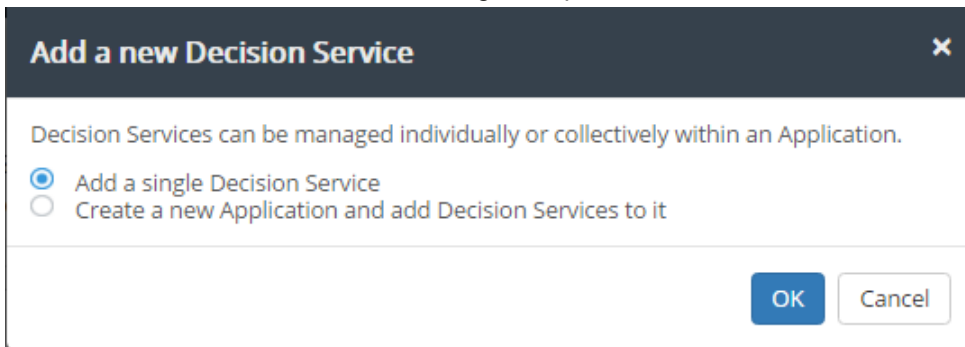 Add a new Decision Service ×
Decision Services can be managed individually or collectively within an Application.
Add a single Decision Service
Create a new Application and add Decision Services to it
OK Cancel